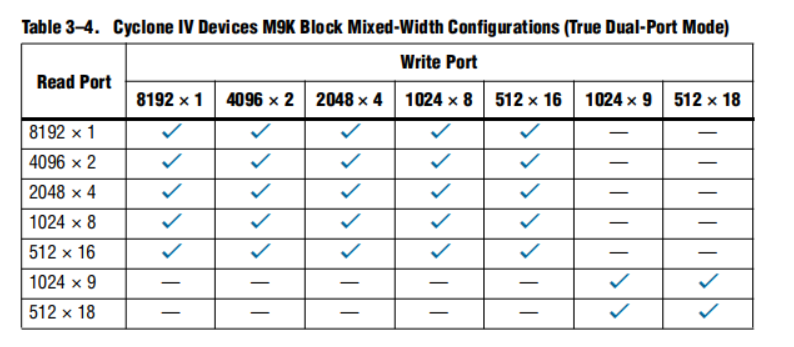 Table 3–4. Cyclone IV Devices M9K Block Mixed-Width Configurations (True Dual-Port Mode)
Read Port
Write Port
8192 × 1 4096 × 2 2048 × 4 1024 × 8 512 × 16 1024 × 9 512 × 18
8192 × 1 ✓ ✓ ✓ ✓ ✓ — —
4096 × 2 ✓ ✓ ✓ ✓ ✓ — —
2048 × 4 ✓ ✓ ✓ ✓ ✓ — —
1024 × 8 ✓ ✓ ✓ ✓ ✓ — —
512 × 16 ✓ ✓ ✓ ✓ ✓ — —
1024 × 9 — — — — — ✓ ✓
512 × 18 — — — — — ✓ ✓